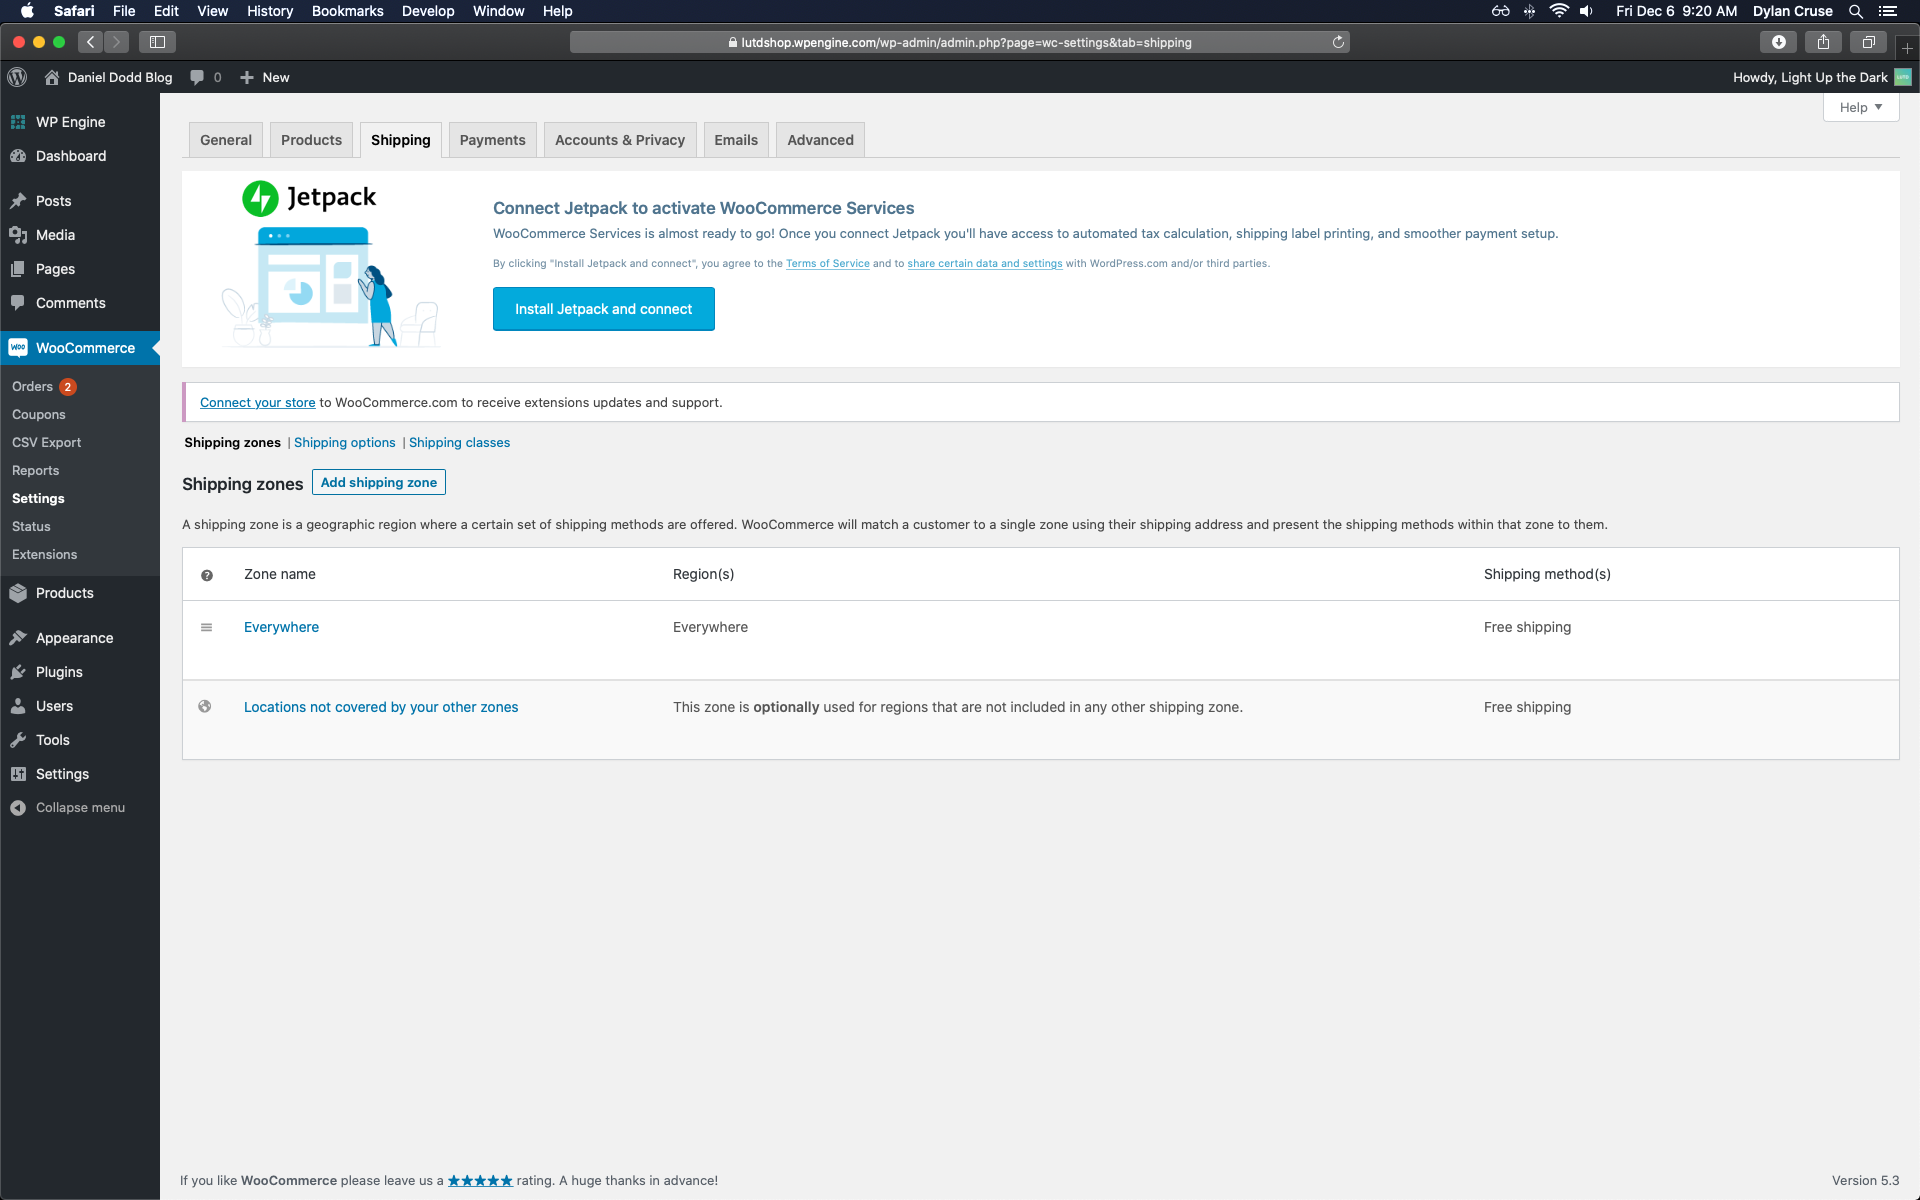 Safari File Edit View History Bookmarks Develop Window Help Fri Dec 6 9:20 AM Dylan Cruse
lutdshop.wpengine.com/wp-admin/admin.php?page=wc-settings&tab=shipping
Daniel Dodd Blog 0 New Howdy, Light Up the Dark
Help
WP Engine
Dashboard
Posts
Media
Pages
Comments
WooCommerce
Orders 2
Coupons
CSV Export
Reports
Settings
Status
Extensions
Products
Appearance
Plugins
Users
Tools
Settings
Collapse menu
General Products Shipping Payments Accounts & Privacy Emails Advanced
Jetpack
Connect Jetpack to activate WooCommerce Services
WooCommerce Services is almost ready to go! Once you connect Jetpack you'll have access to automated tax calculation, shipping label printing, and smoother payment setup.
By clicking "Install Jetpack and connect", you agree to the Terms of Service and to share certain data and settings with WordPress.com and/or third parties.
Install Jetpack and connect
Connect your store to WooCommerce.com to receive extensions updates and support.
Shipping zones | Shipping options | Shipping classes
Shipping zones Add shipping zone
A shipping zone is a geographic region where a certain set of shipping methods are offered. WooCommerce will match a customer to a single zone using their shipping address and present the shipping methods within that zone to them.
Zone name Region(s) Shipping method(s)
Everywhere Everywhere Free shipping
Locations not covered by your other zones This zone is optionally used for regions that are not included in any other shipping zone. Free shipping
If you like WooCommerce please leave us a ★★★★★ rating. A huge thanks in advance! Version 5.3